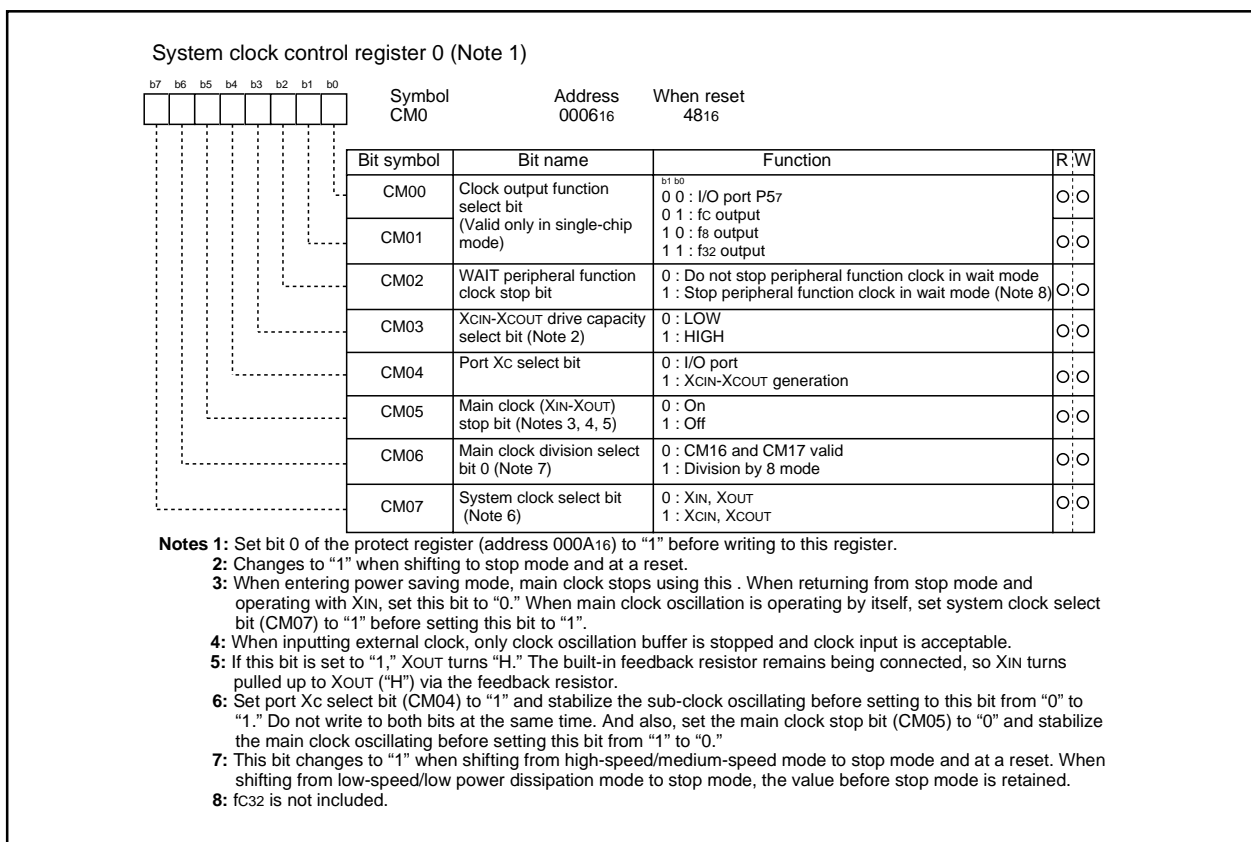 System clock control register 0 (Note 1)
b7 b6 b5 b4 b3 b2 b1 b0
Symbol Address When reset
CM0 000616 4816
Bit symbol Bit name Function R W
CM00 Clock output function select bit (Valid only in single-chip mode)
b1 b0
0 0 : I/O port P57
0 1 : fC output
1 0 : f8 output
1 1 : f32 output
CM01
CM02 WAIT peripheral function clock stop bit
0 : Do not stop peripheral function clock in wait mode
1 : Stop peripheral function clock in wait mode (Note 8)
CM03 XCIN-XCOUT drive capacity select bit (Note 2)
0 : LOW
1 : HIGH
CM04 Port XC select bit
0 : I/O port
1 : XCIN-XCOUT generation
CM05 Main clock (XIN-XOUT) stop bit (Notes 3, 4, 5)
0 : On
1 : Off
CM06 Main clock division select bit 0 (Note 7)
0 : CM16 and CM17 valid
1 : Division by 8 mode
CM07 System clock select bit (Note 6)
0 : XIN, XOUT
1 : XCIN, XCOUT
Notes 1: Set bit 0 of the protect register (address 000A16) to “1” before writing to this register.
2: Changes to “1” when shifting to stop mode and at a reset.
3: When entering power saving mode, main clock stops using this . When returning from stop mode and
operating with XIN, set this bit to “0.” When main clock oscillation is operating by itself, set system clock select
bit (CM07) to “1” before setting this bit to “1”.
4: When inputting external clock, only clock oscillation buffer is stopped and clock input is acceptable.
5: If this bit is set to “1,” XOUT turns “H.” The built-in feedback resistor remains being connected, so XIN turns
pulled up to XOUT (“H”) via the feedback resistor.
6: Set port XC select bit (CM04) to “1” and stabilize the sub-clock oscillating before setting to this bit from “0” to
“1.” Do not write to both bits at the same time. And also, set the main clock stop bit (CM05) to “0” and stabilize
the main clock oscillating before setting this bit from “1” to “0.”
7: This bit changes to “1” when shifting from high-speed/medium-speed mode to stop mode and at a reset. When
shifting from low-speed/low power dissipation mode to stop mode, the value before stop mode is retained.
8: fC32 is not included.